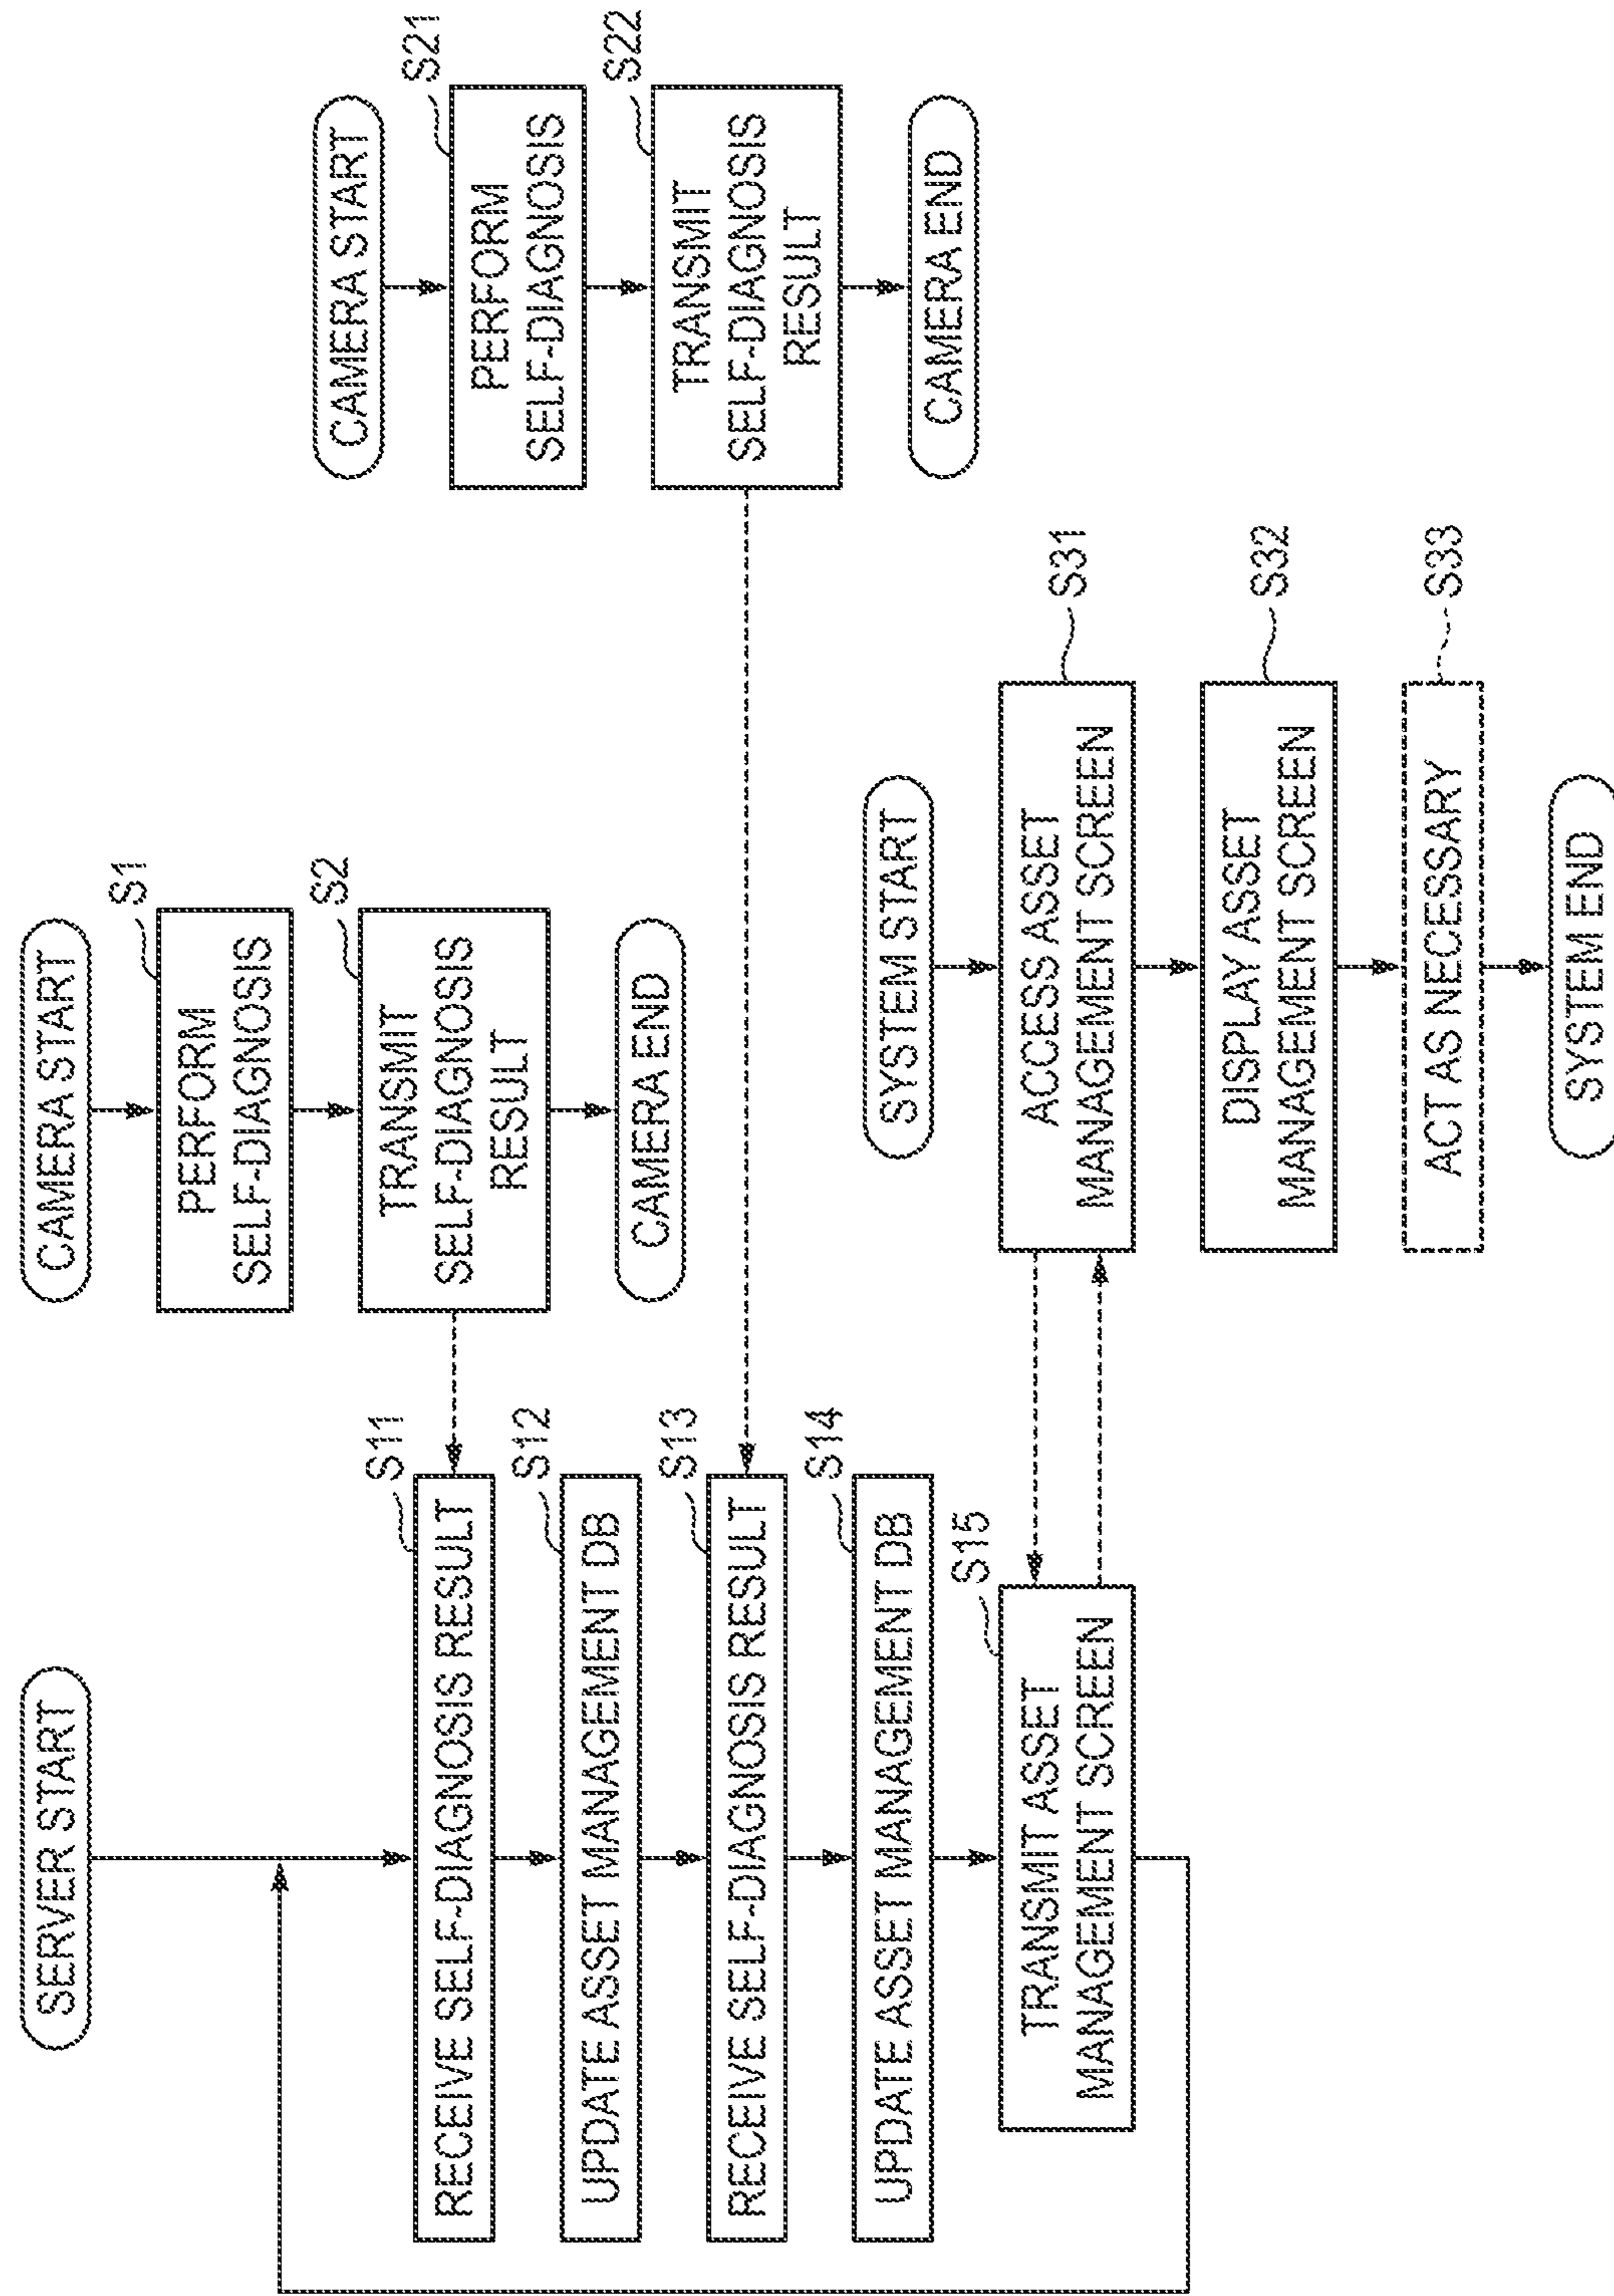 SERVER START
S11
RECEIVE SELF-DIAGNOSIS RESULT
S12
UPDATE ASSET MANAGEMENT DB
S13
RECEIVE SELF-DIAGNOSIS RESULT
S14
UPDATE ASSET MANAGEMENT DB
S15
TRANSMIT ASSET
MANAGEMENT SCREEN
CAMERA START
S1
PERFORM
SELF-DIAGNOSIS
S2
TRANSMIT
SELF-DIAGNOSIS
RESULT
CAMERA END
SYSTEM START
S31
ACCESS ASSET
MANAGEMENT SCREEN
S32
DISPLAY ASSET
MANAGEMENT SCREEN
S33
ACT AS NECESSARY
SYSTEM END
CAMERA START
S21
PERFORM
SELF-DIAGNOSIS
S22
TRANSMIT
SELF-DIAGNOSIS
RESULT
CAMERA END